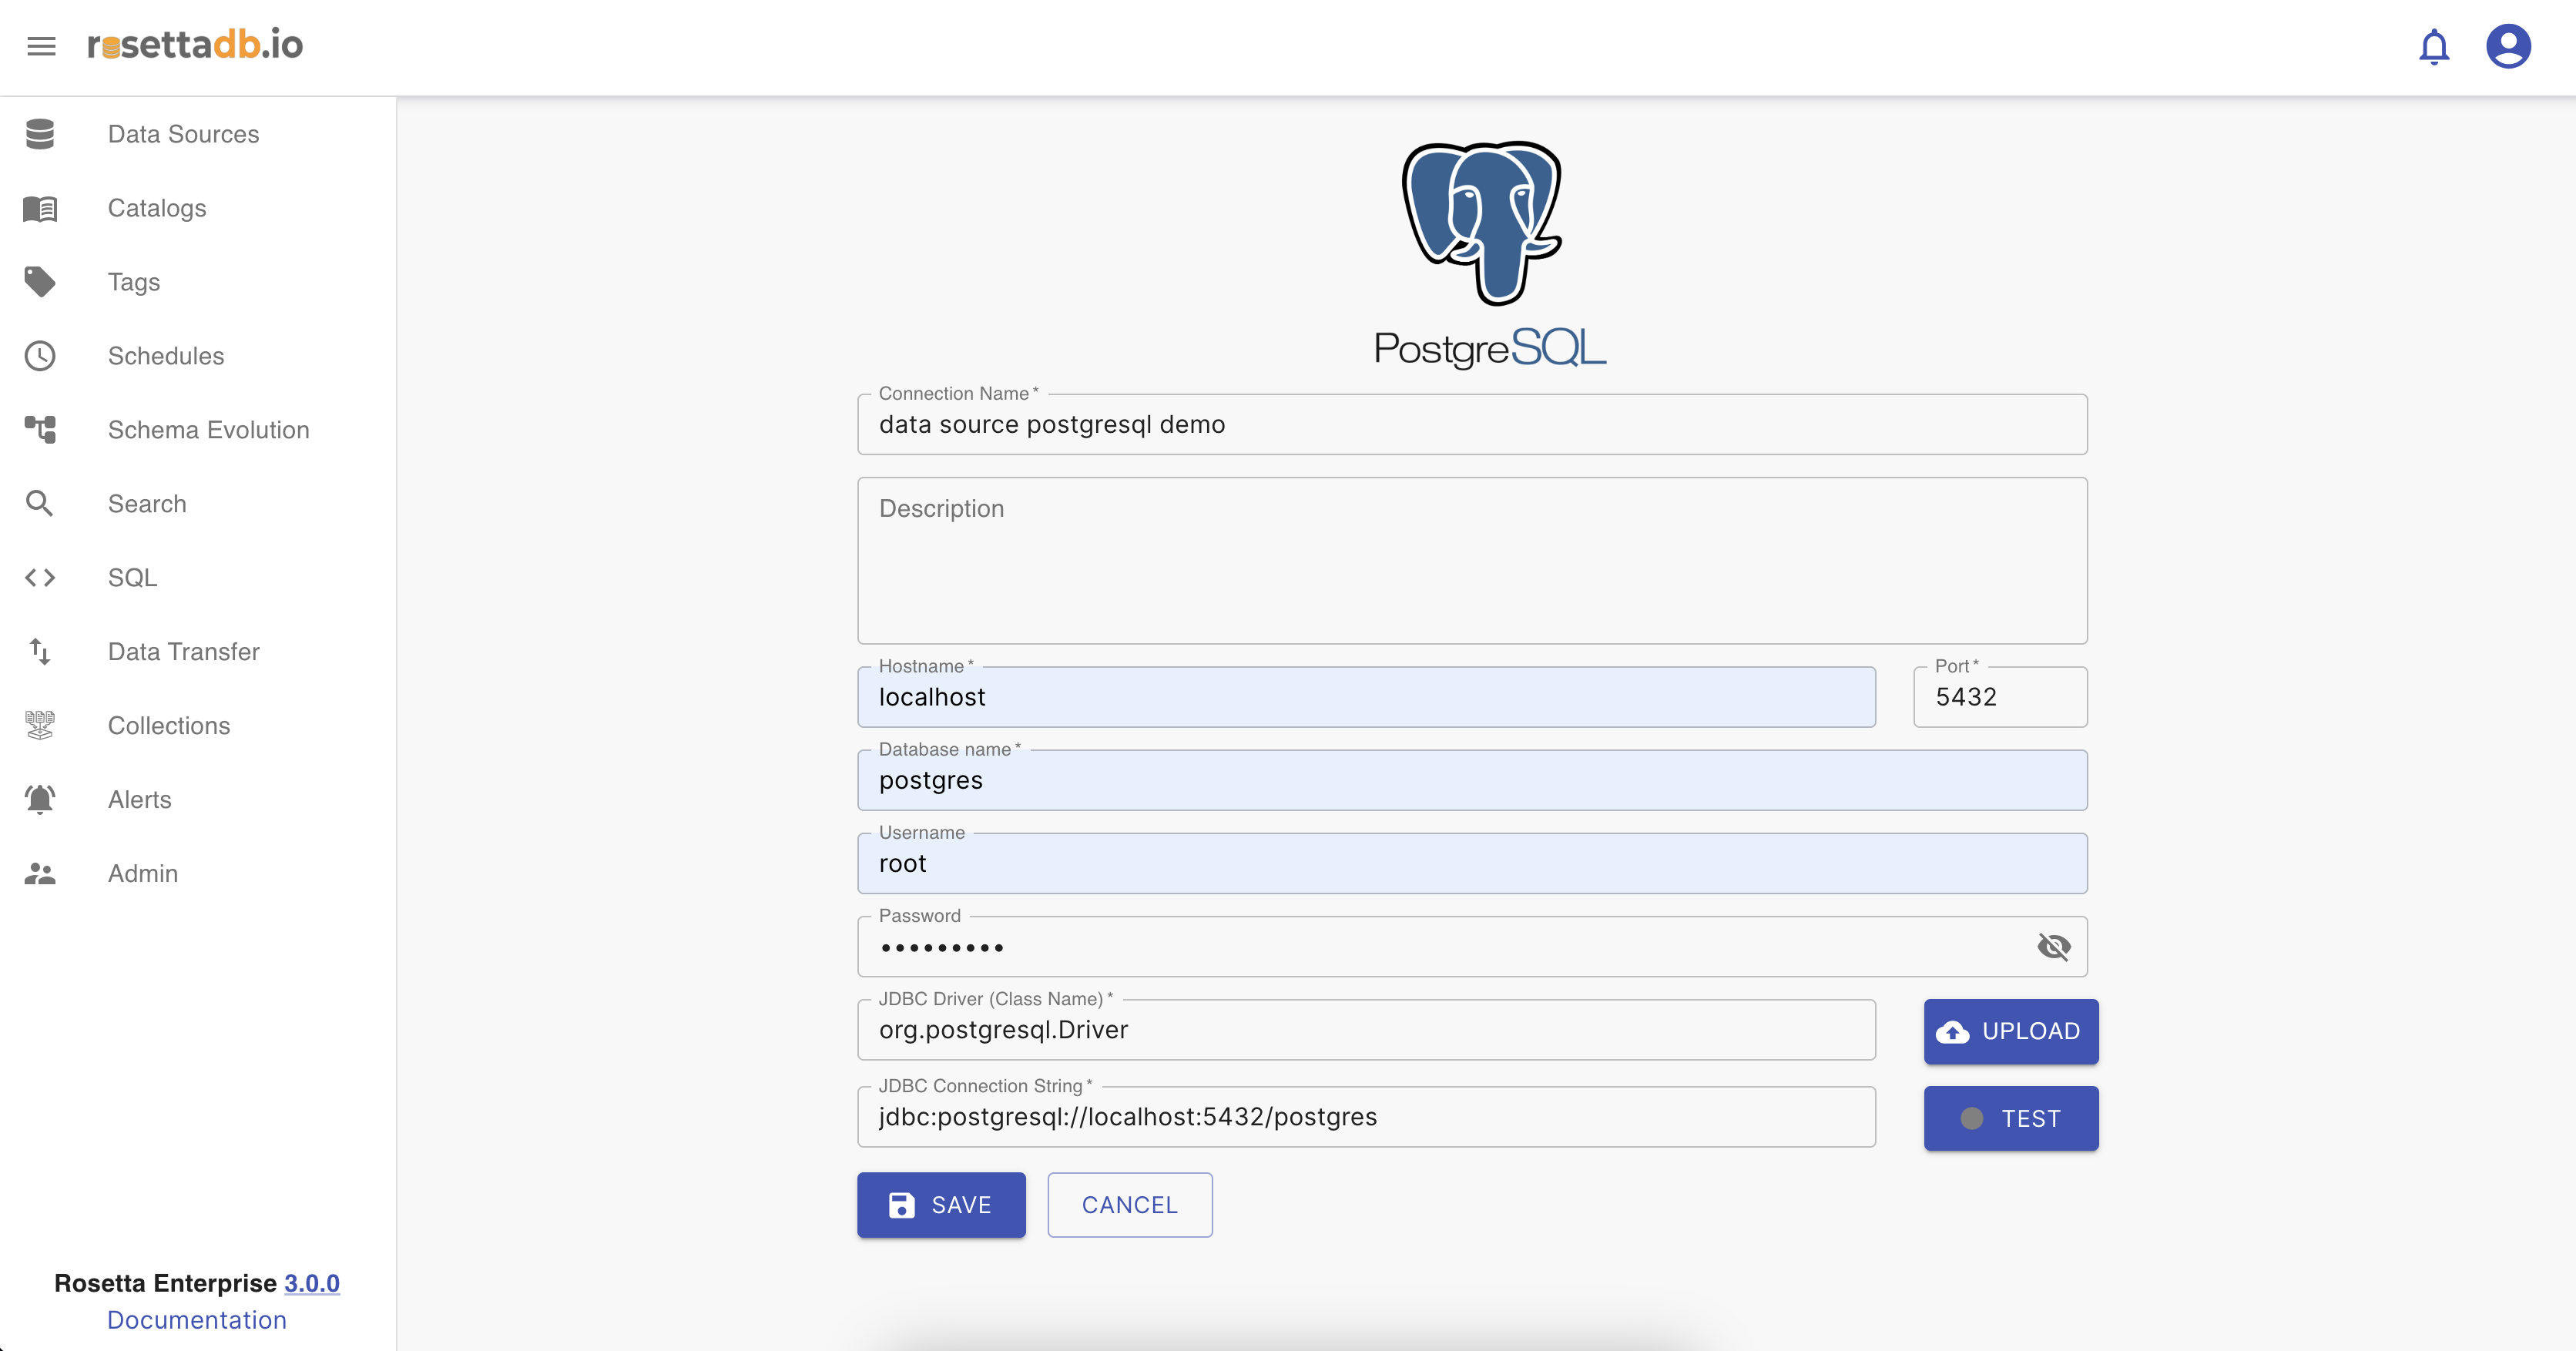 rosettadb.io
Data Sources
Catalogs
Tags
Schedules
Schema Evolution
Search
SQL
Data Transfer
Collections
Alerts
Admin
Rosetta Enterprise 3.0.0
Documentation
PostgreSQL
Connection Name *
data source postgresql demo
Description
Hostname *
localhost
Port *
5432
Database name *
postgres
Username
root
Password
•••••••••
JDBC Driver (Class Name) *
org.postgresql.Driver
UPLOAD
JDBC Connection String *
jdbc:postgresql://localhost:5432/postgres
TEST
SAVE
CANCEL